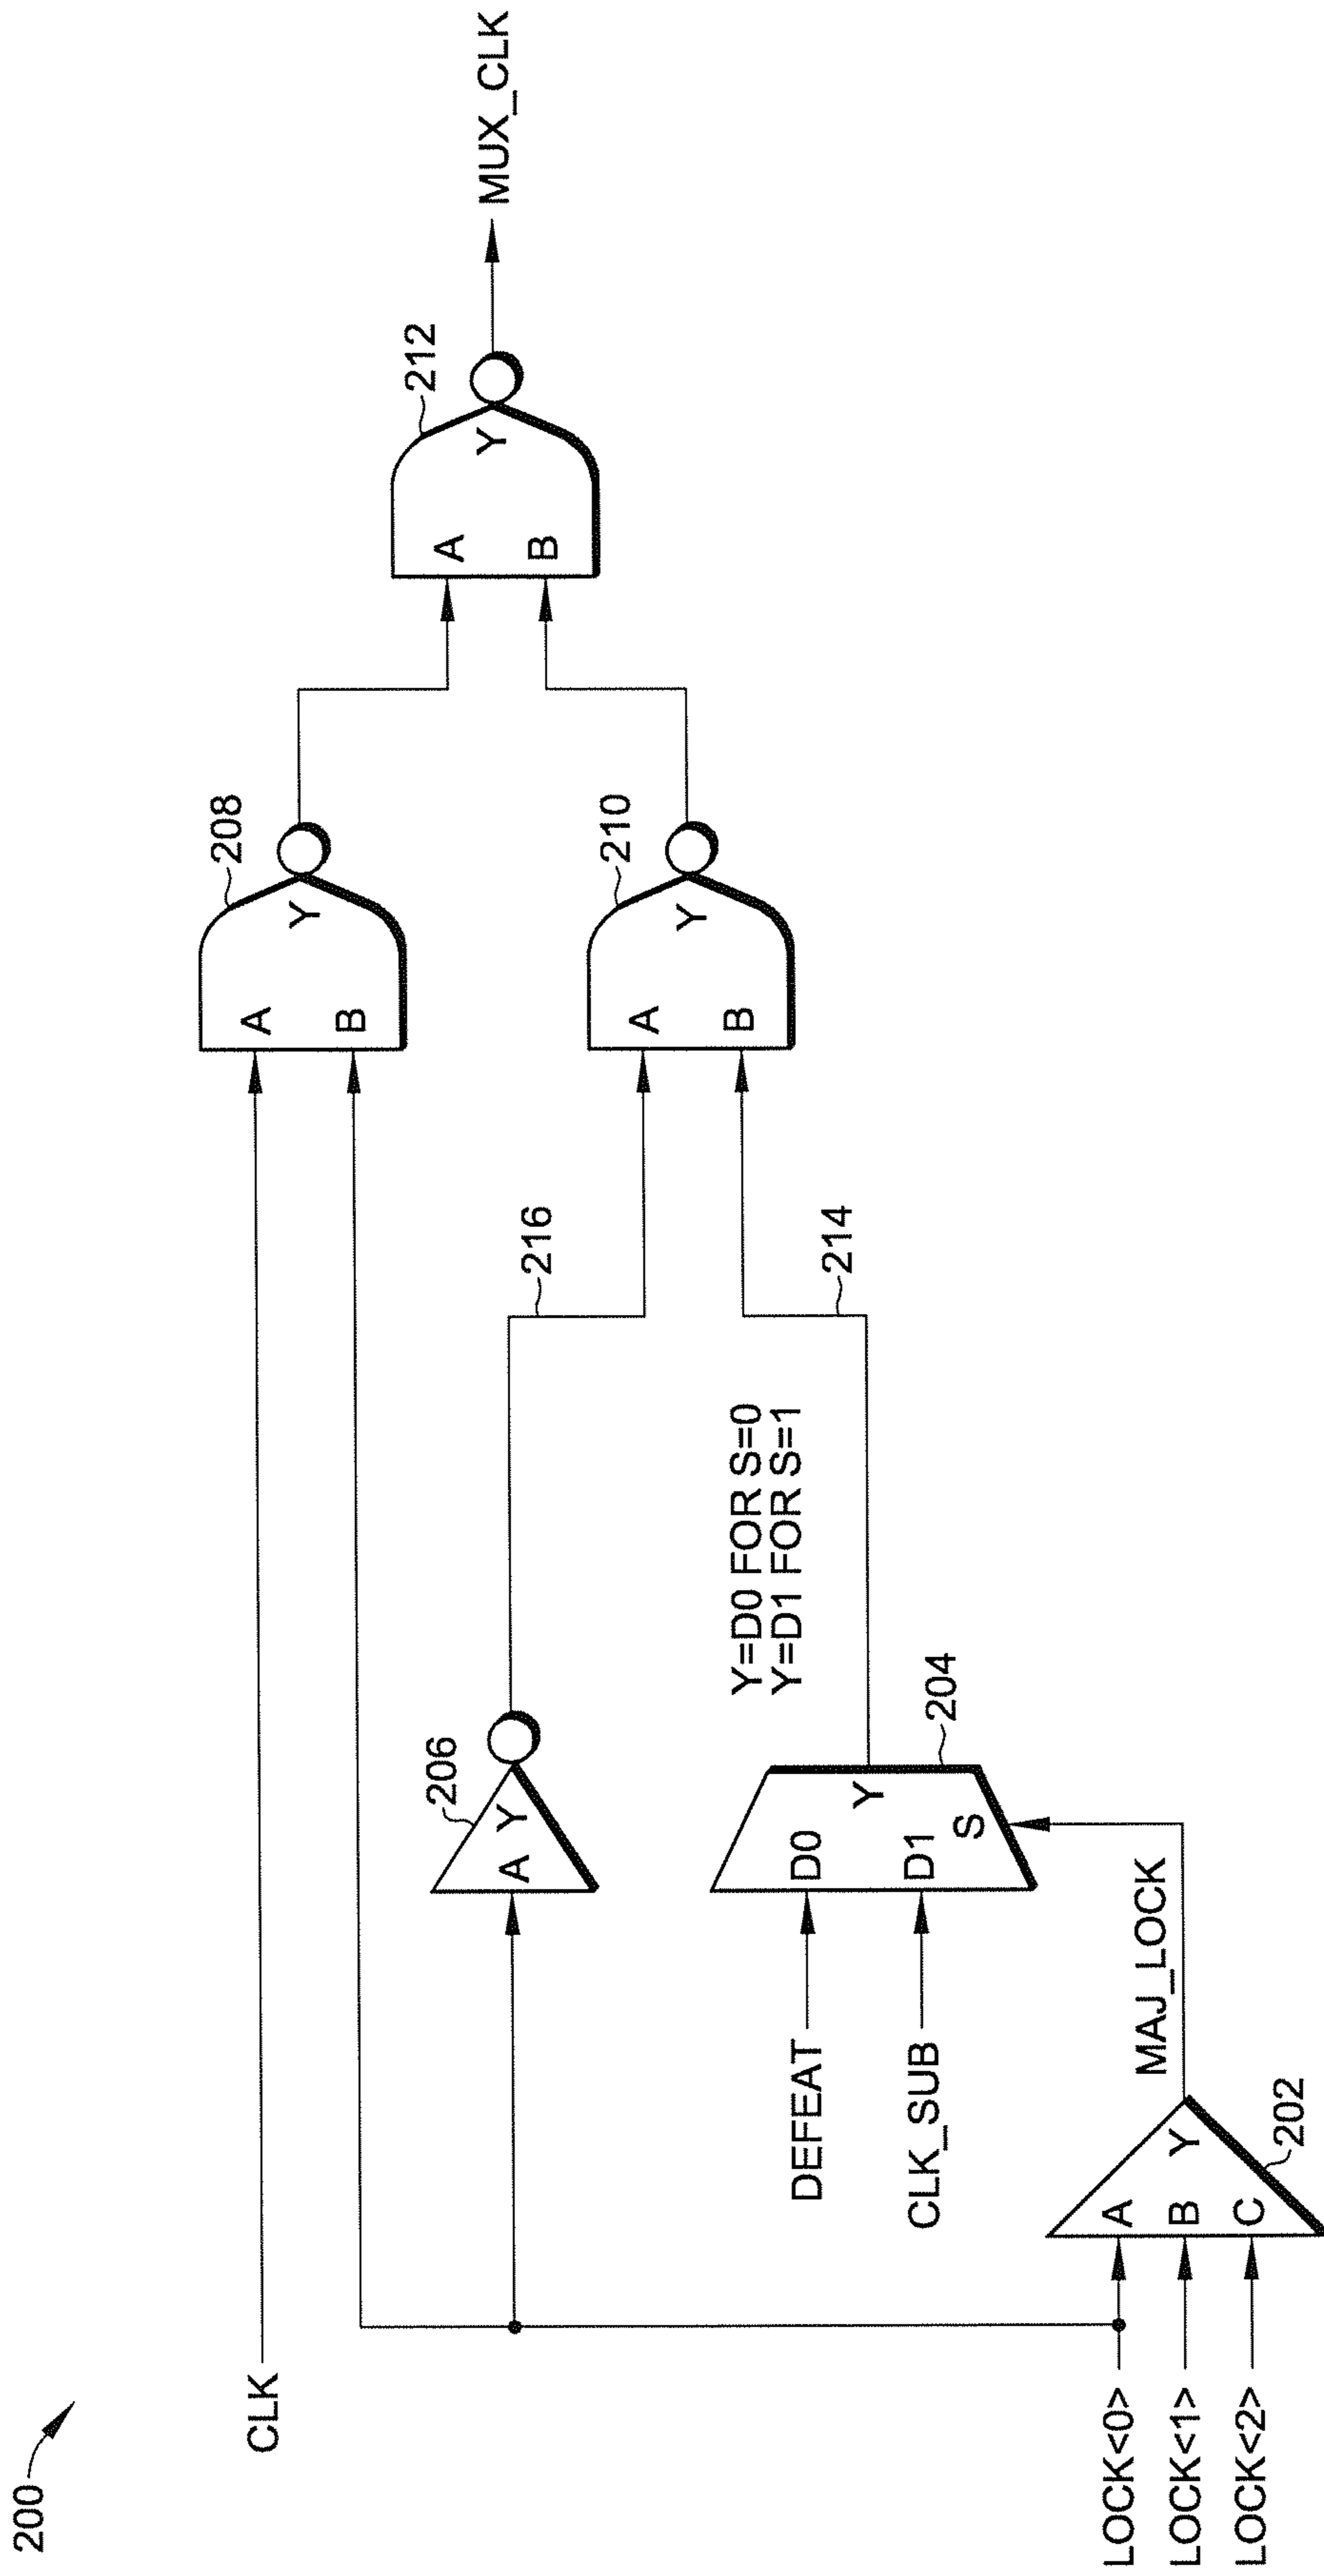 200
CLK
208
A
B
Y
212
A
B
Y
MUX_CLK
206
A
Y
216
210
A
B
Y
214
Y=D0 FOR S=0
Y=D1 FOR S=1
DEFEAT
CLK_SUB
D0
D1
Y
S
204
MAJ_LOCK
LOCK<0>
LOCK<1>
LOCK<2>
A
B
C
Y
202